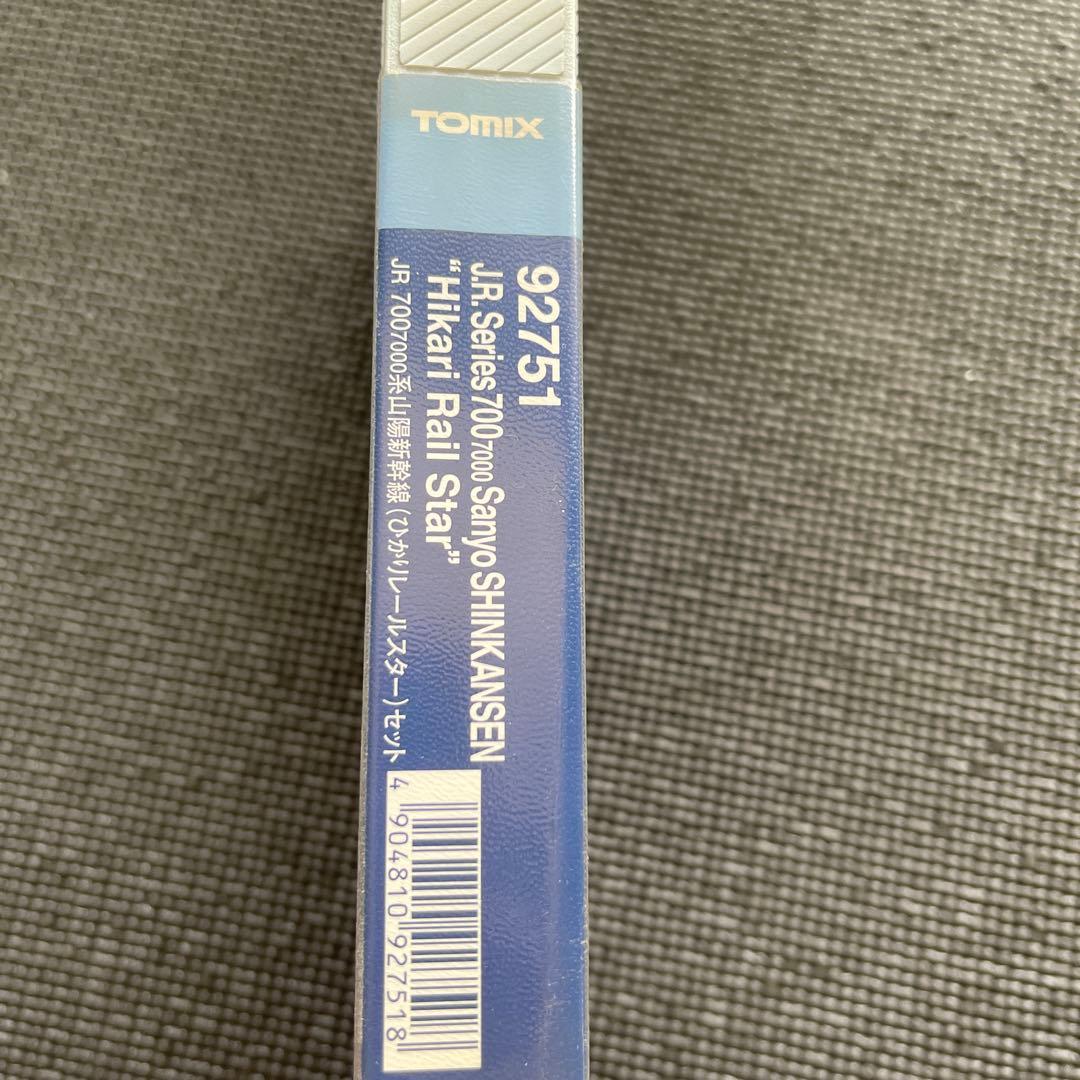 TOMIX
92751
J.R. Series 700 7000 Sanyo SHINKANSEN
“Hikari Rail Star”
JR 700 7000系山陽新幹線(ひかりレールスター)セット
4 904810 927518